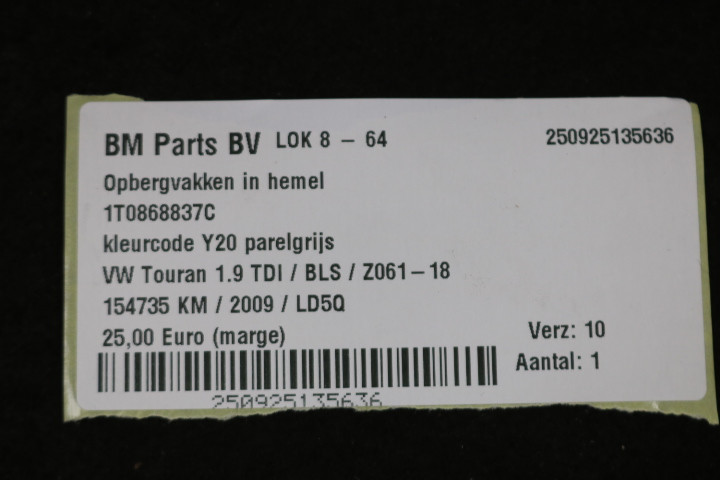 BM Parts BV LOK 8 – 64 250925135636
Opbergvakken in hemel
1T0868837C
kleurcode Y20 parelgrijs
VW Touran 1.9 TDI / BLS / Z061–18
154735 KM / 2009 / LD5Q
25,00 Euro (marge) Verz: 10
Aantal: 1
250925135636